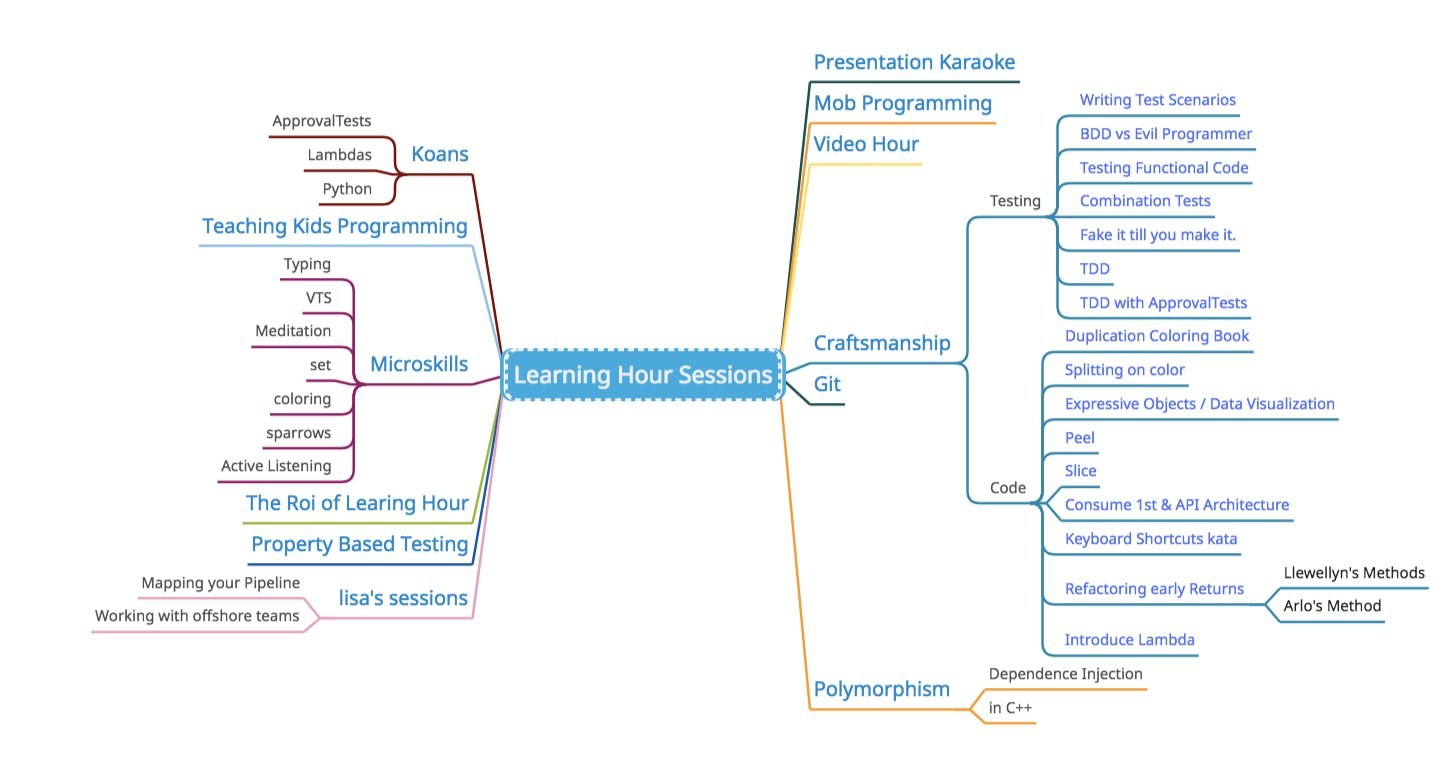 Learning Hour Sessions
Presentation Karaoke
Mob Programming
Video Hour
Craftsmanship
Testing
Writing Test Scenarios
BDD vs Evil Programmer
Testing Functional Code
Combination Tests
Fake it till you make it.
TDD
TDD with ApprovalTests
Code
Duplication Coloring Book
Splitting on color
Expressive Objects / Data Visualization
Peel
Slice
Consume 1st & API Architecture
Keyboard Shortcuts kata
Refactoring early Returns
Llewellyn's Methods
Arlo's Method
Introduce Lambda
Git
Polymorphism
Dependence Injection
in C++
Koans
ApprovalTests
Lambdas
Python
Teaching Kids Programming
Microskills
Typing
VTS
Meditation
set
coloring
sparrows
Active Listening
The Roi of Learing Hour
Property Based Testing
lisa's sessions
Mapping your Pipeline
Working with offshore teams